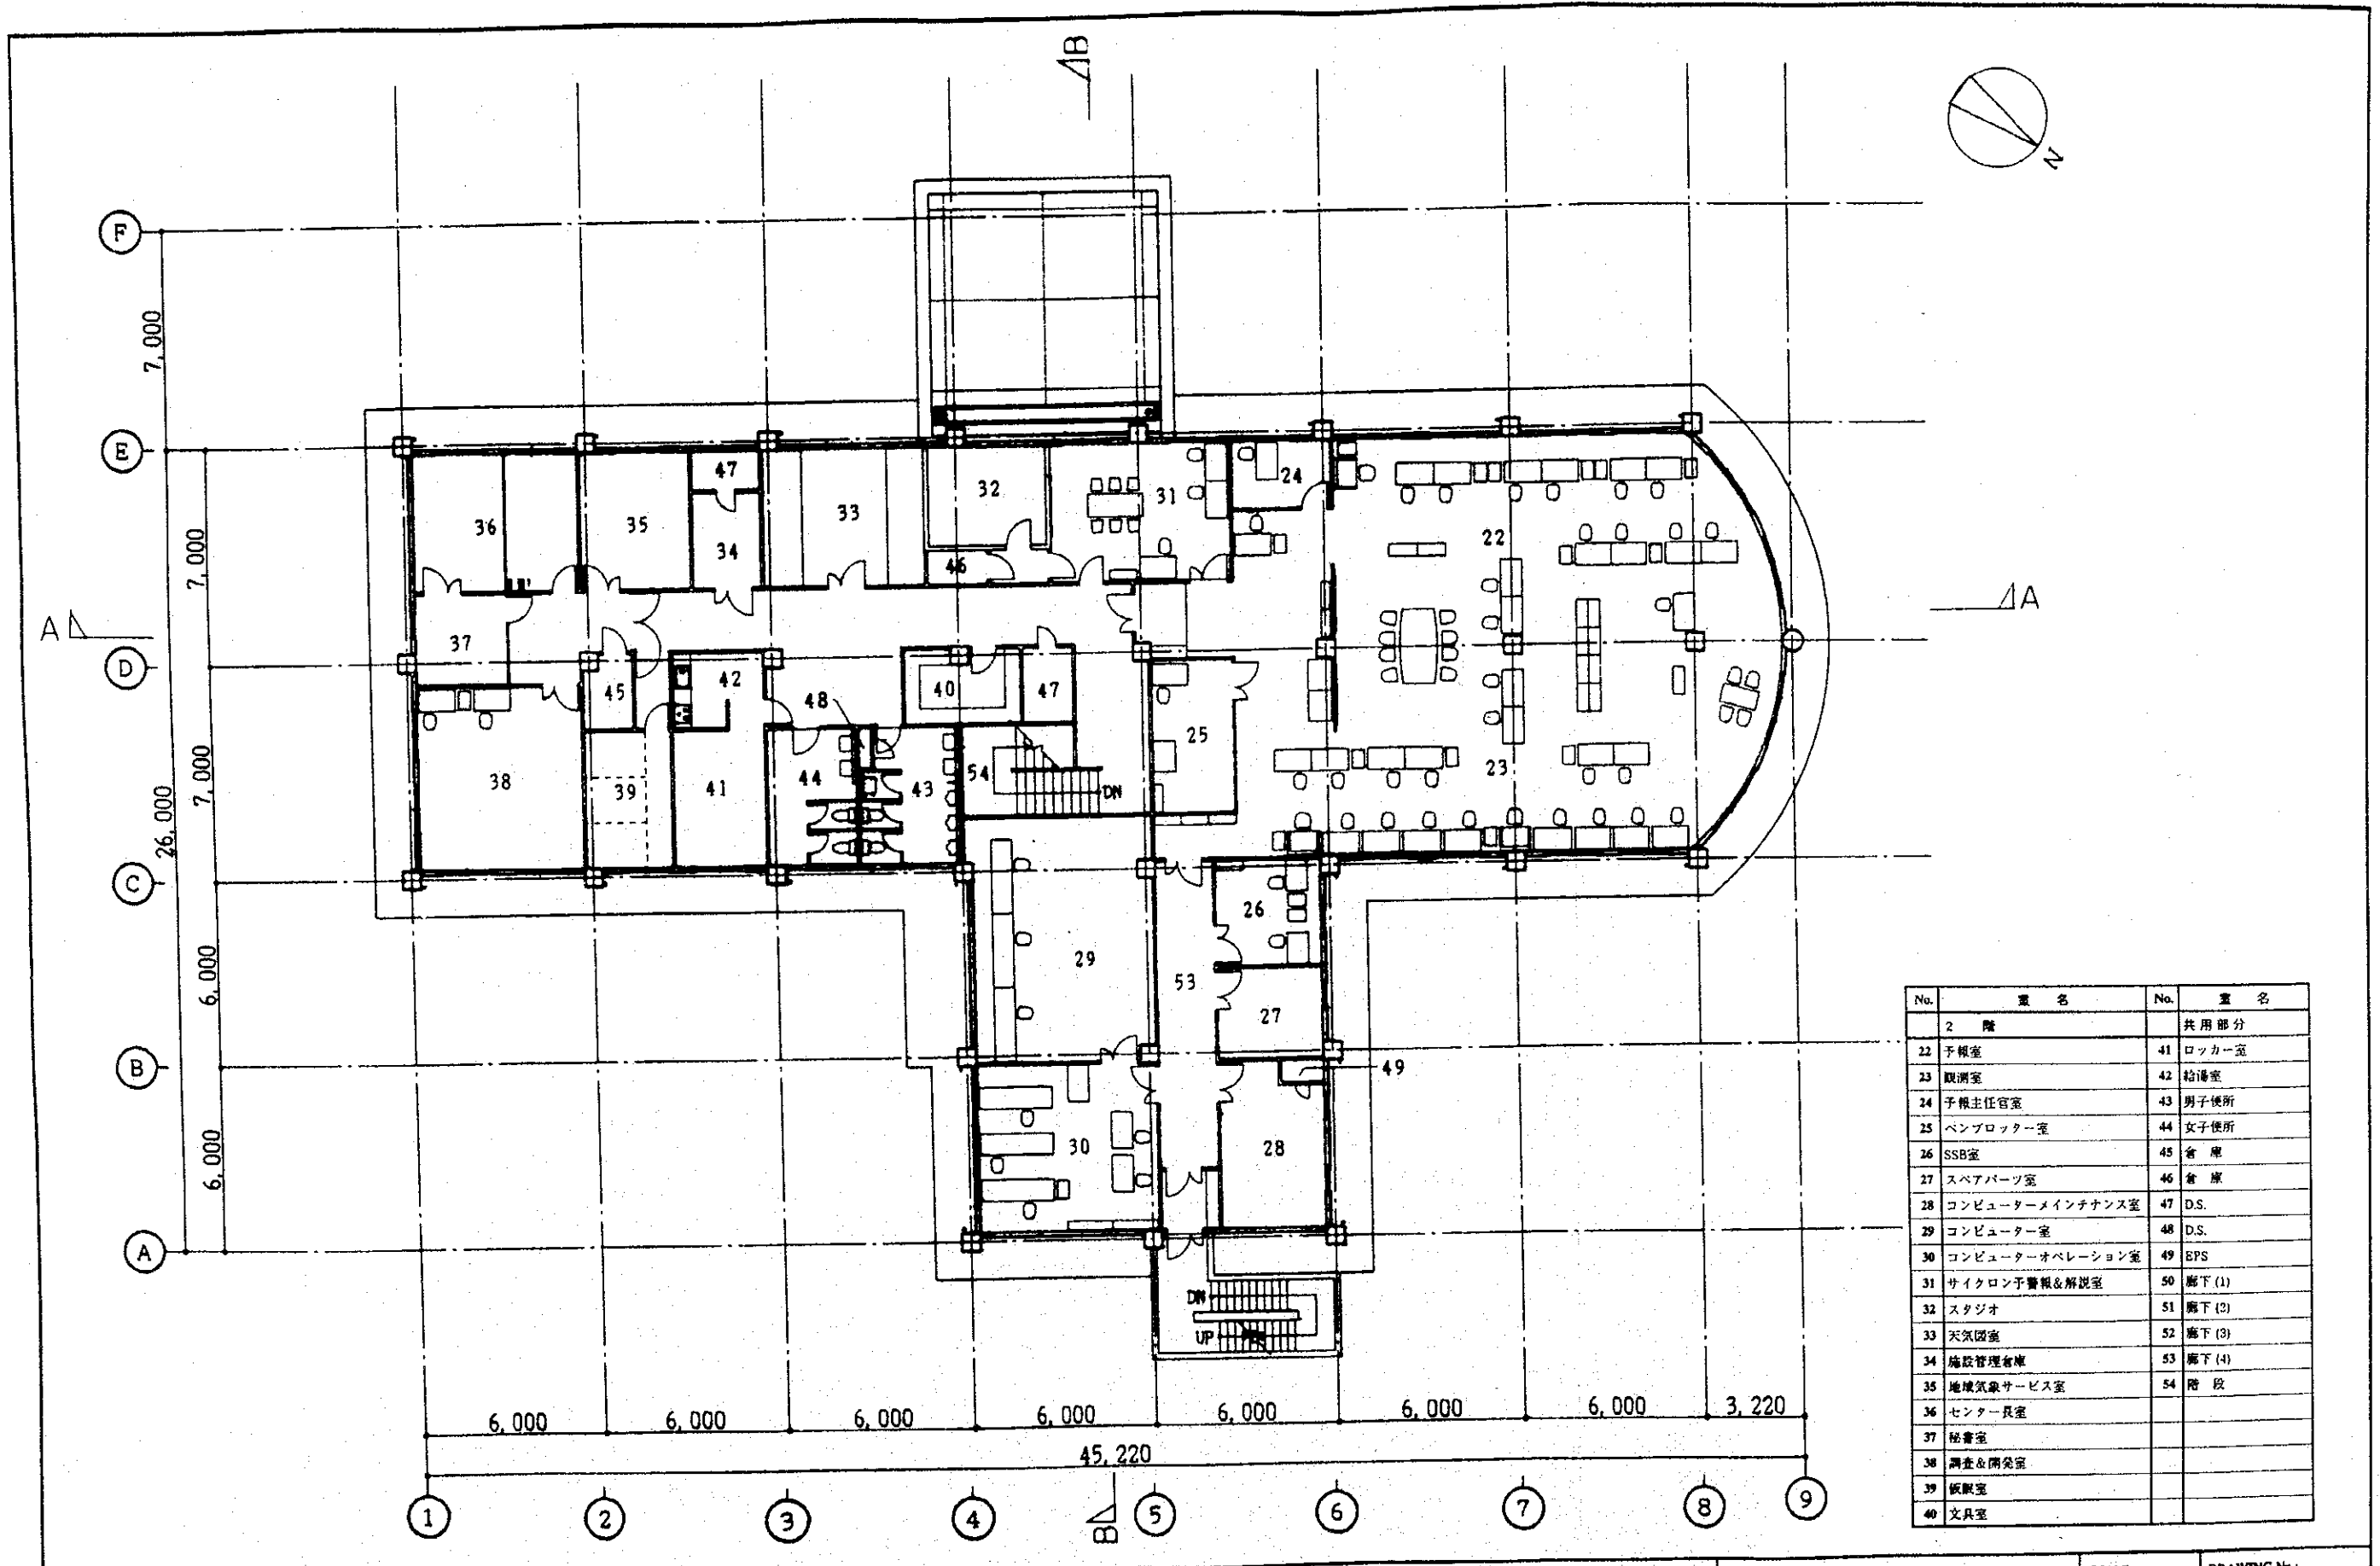 B
N
F
7,000
E
47
32
31
24
36
35
33
22
34
46
7,000
A
A
37
D
42
45
48
40
47
25
44
54
23
38
39
41
43
DN
7,000
26,000
C
26
29
53
6,000
27
B
49
30
28
6,000
A
DN
UP
6,000 6,000 6,000 6,000 6,000 6,000 6,000 3,220
45,220
B
1 2 3 4 5 6 7 8 9
No. 室名 No. 室名
2 階 共用部分
22 予報室 41 ロッカー室
23 観測室 42 給湯室
24 予報主任官室 43 男子便所
25 ペンプロッター室 44 女子便所
26 SSB室 45 倉庫
27 スペアパーツ室 46 倉庫
28 コンピューターメインテナンス室 47 D.S.
29 コンピューター室 48 D.S.
30 コンピューターオペレーション室 49 EPS
31 サイクロン予警報&解説室 50 廊下(1)
32 スタジオ 51 廊下(2)
33 天気図室 52 廊下(3)
34 施設管理倉庫 53 廊下(4)
35 地域気象サービス室 54 階段
36 センター長室
37 秘書室
38 調査&開発室
39 仮眠室
40 文具室